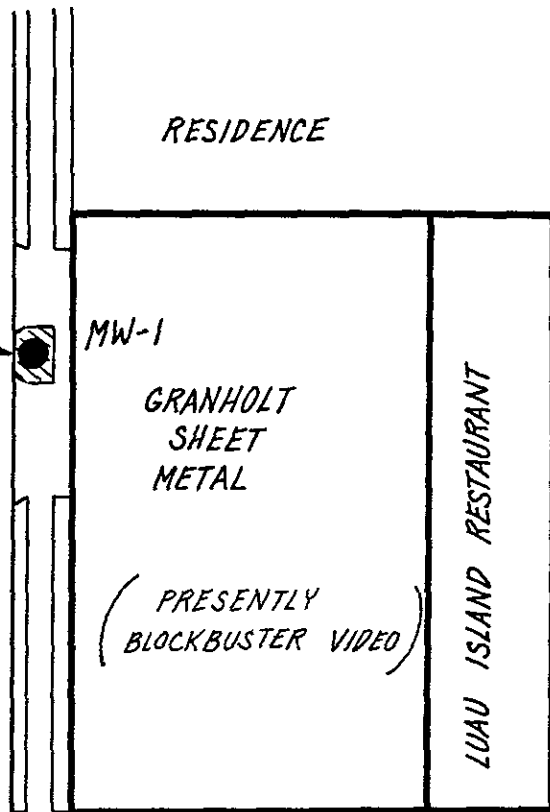 RESIDENCE
MW-1
GRANHOLT
SHEET
METAL
(PRESENTLY
BLOCKBUSTER VIDEO)
LUAU ISLAND RESTAURANT